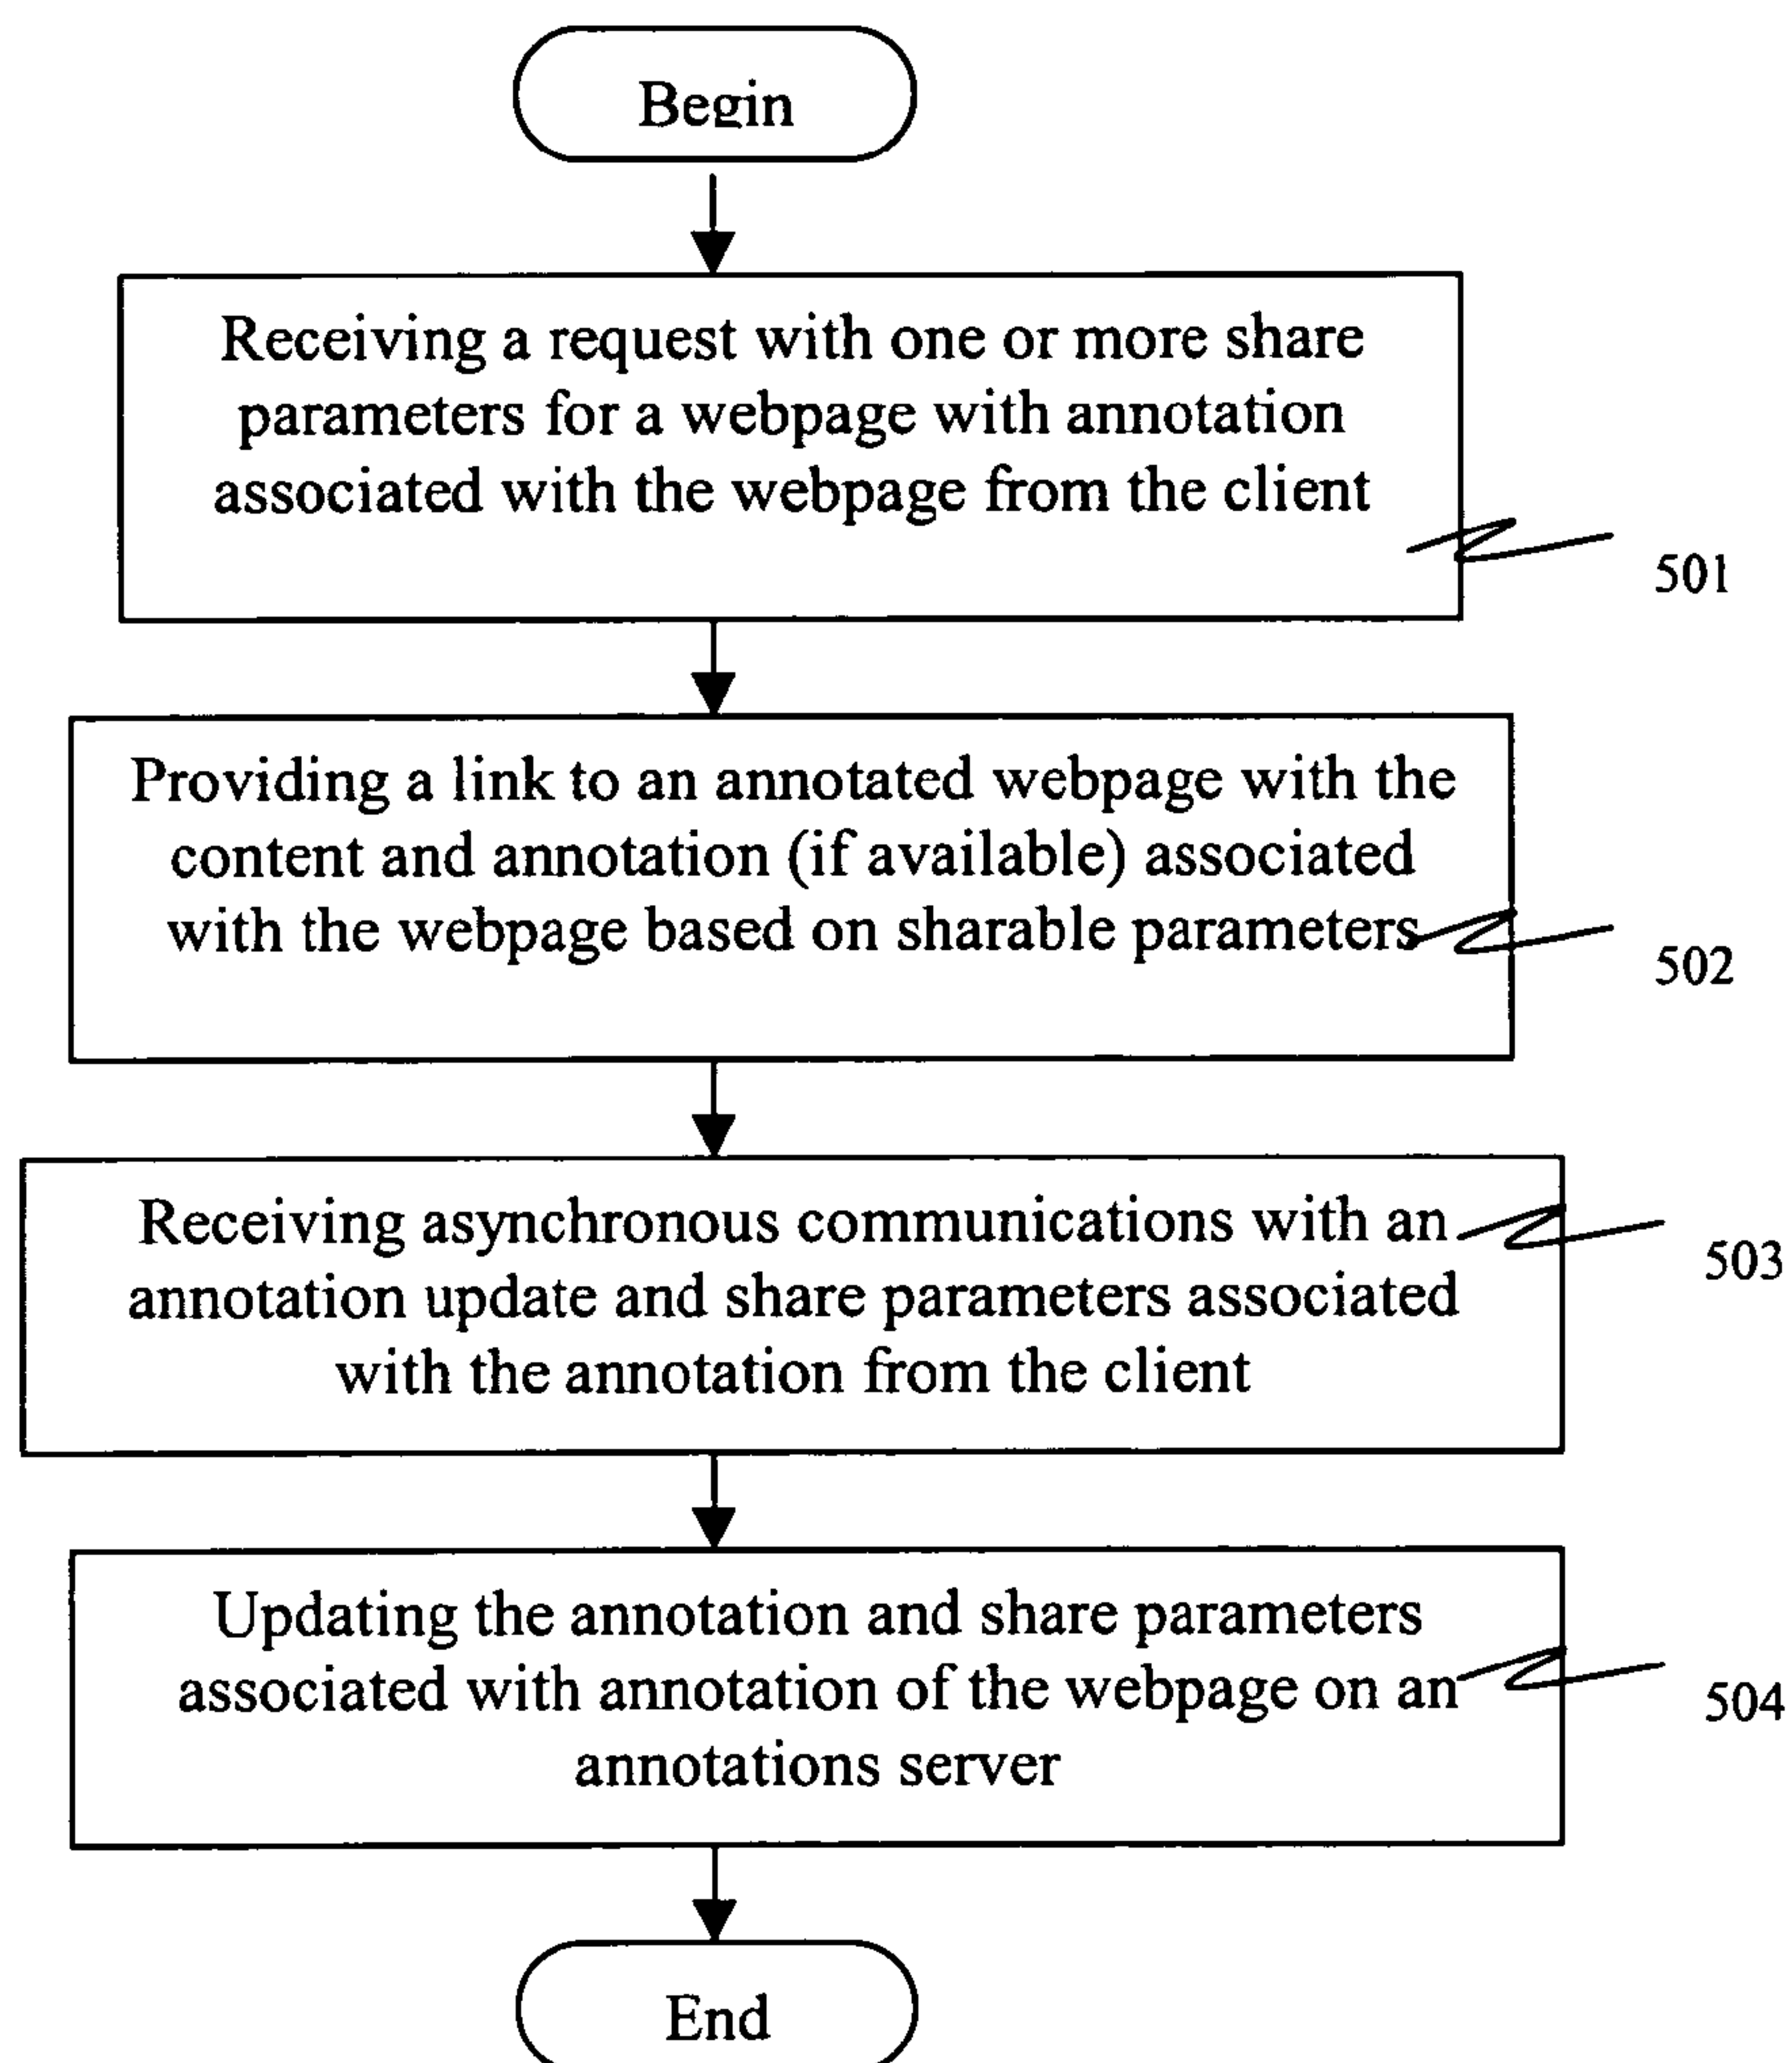 Begin
Receiving a request with one or more share
parameters for a webpage with annotation
associated with the webpage from the client
501
Providing a link to an annotated webpage with the
content and annotation (if available) associated
with the webpage based on sharable parameters
502
Receiving asynchronous communications with an
annotation update and share parameters associated
with the annotation from the client
503
Updating the annotation and share parameters
associated with annotation of the webpage on an
annotations server
504
End